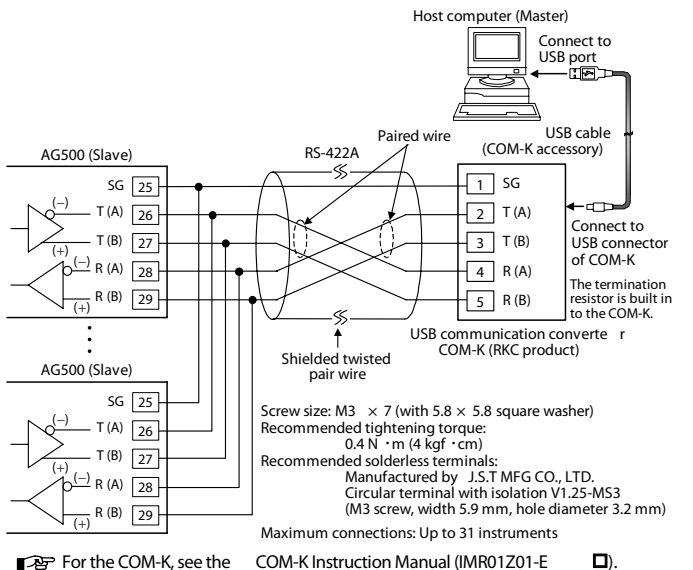 Host computer (Master)
Connect to
USB port
Paired wire
USB cable
(COM-K accessory)
RS-422A
AG500 (Slave)
SG 25
(−) T (A) 26
(+) T (B) 27
(−) R (A) 28
(+) R (B) 29
1 SG
2 T (A)
3 T (B)
4 R (A)
5 R (B)
Connect to
USB connector
of COM-K
The termination
resistor is built in
to the COM-K.
USB communication converte r
COM-K (RKC product)
Shielded twisted
pair wire
AG500 (Slave)
SG 25
(−) T (A) 26
(+) T (B) 27
(−) R (A) 28
(+) R (B) 29
Screw size: M3 × 7 (with 5.8 × 5.8 square washer)
Recommended tightening torque:
0.4 N ・m (4 kgf ・cm)
Recommended solderless terminals:
Manufactured by J.S.T MFG CO., LTD.
Circular terminal with isolation V1.25-MS3
(M3 screw, width 5.9 mm, hole diameter 3.2 mm)
Maximum connections: Up to 31 instruments
For the COM-K, see the COM-K Instruction Manual (IMR01Z01-E □).